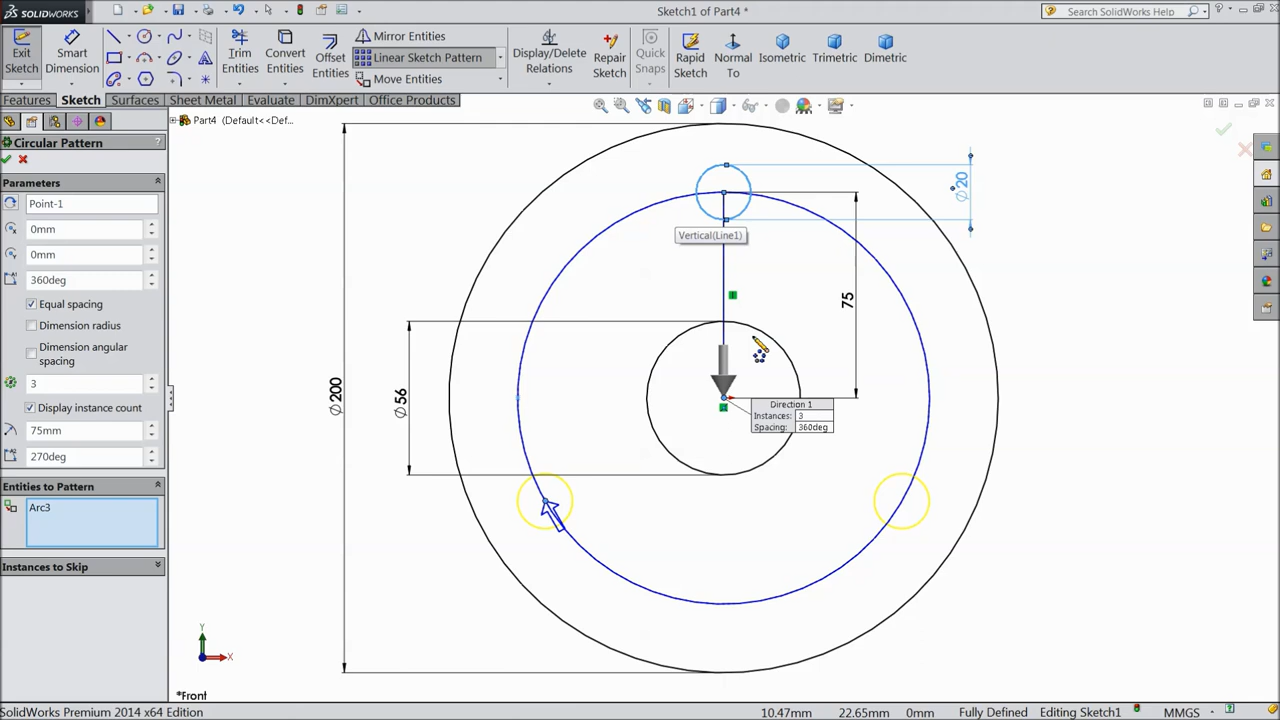 SOLIDWORKS
Sketch1 of Part4 *
Search SolidWorks Help
Exit Sketch
Smart Dimension
Trim Entities
Convert Entities
Offset Entities
Mirror Entities
Linear Sketch Pattern
Move Entities
Display/Delete Relations
Repair Sketch
Quick Snaps
Rapid Sketch
Normal To
Isometric
Trimetric
Dimetric
Features Sketch Surfaces Sheet Metal Evaluate DimXpert Office Products
Part4 (Default<<Def...
Circular Pattern
?
Parameters
Point-1
0mm
0mm
360deg
Equal spacing
Dimension radius
Dimension angular spacing
3
Display instance count
75mm
270deg
Entities to Pattern
Arc3
Instances to Skip
Ø20
Vertical(Line1)
75
Ø200
Ø56
Direction 1
Instances: 3
Spacing: 360deg
Y
X
*Front
SolidWorks Premium 2014 x64 Edition
10.47mm 22.65mm 0mm Fully Defined Editing Sketch1 MMGS